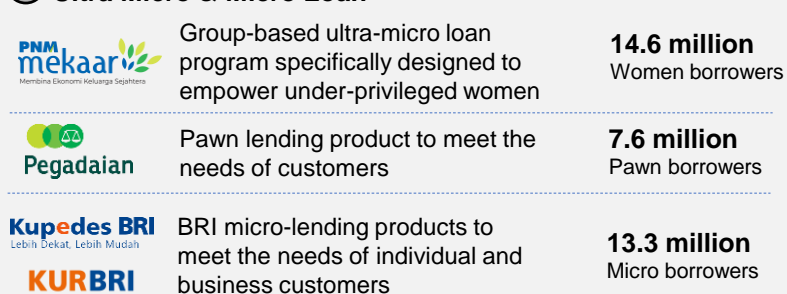 Ultra Micro & Micro Loan
PNM
mekaar
Membina Ekonomi Keluarga Sejahtera
Group-based ultra-micro loan
program specifically designed to
empower under-privileged women
14.6 million
Women borrowers
Pegadaian
Pawn lending product to meet the
needs of customers
7.6 million
Pawn borrowers
Kupedes BRI
Lebih Dekat, Lebih Mudah
KURBRI
BRI micro-lending products to
meet the needs of individual and
business customers
13.3 million
Micro borrowers